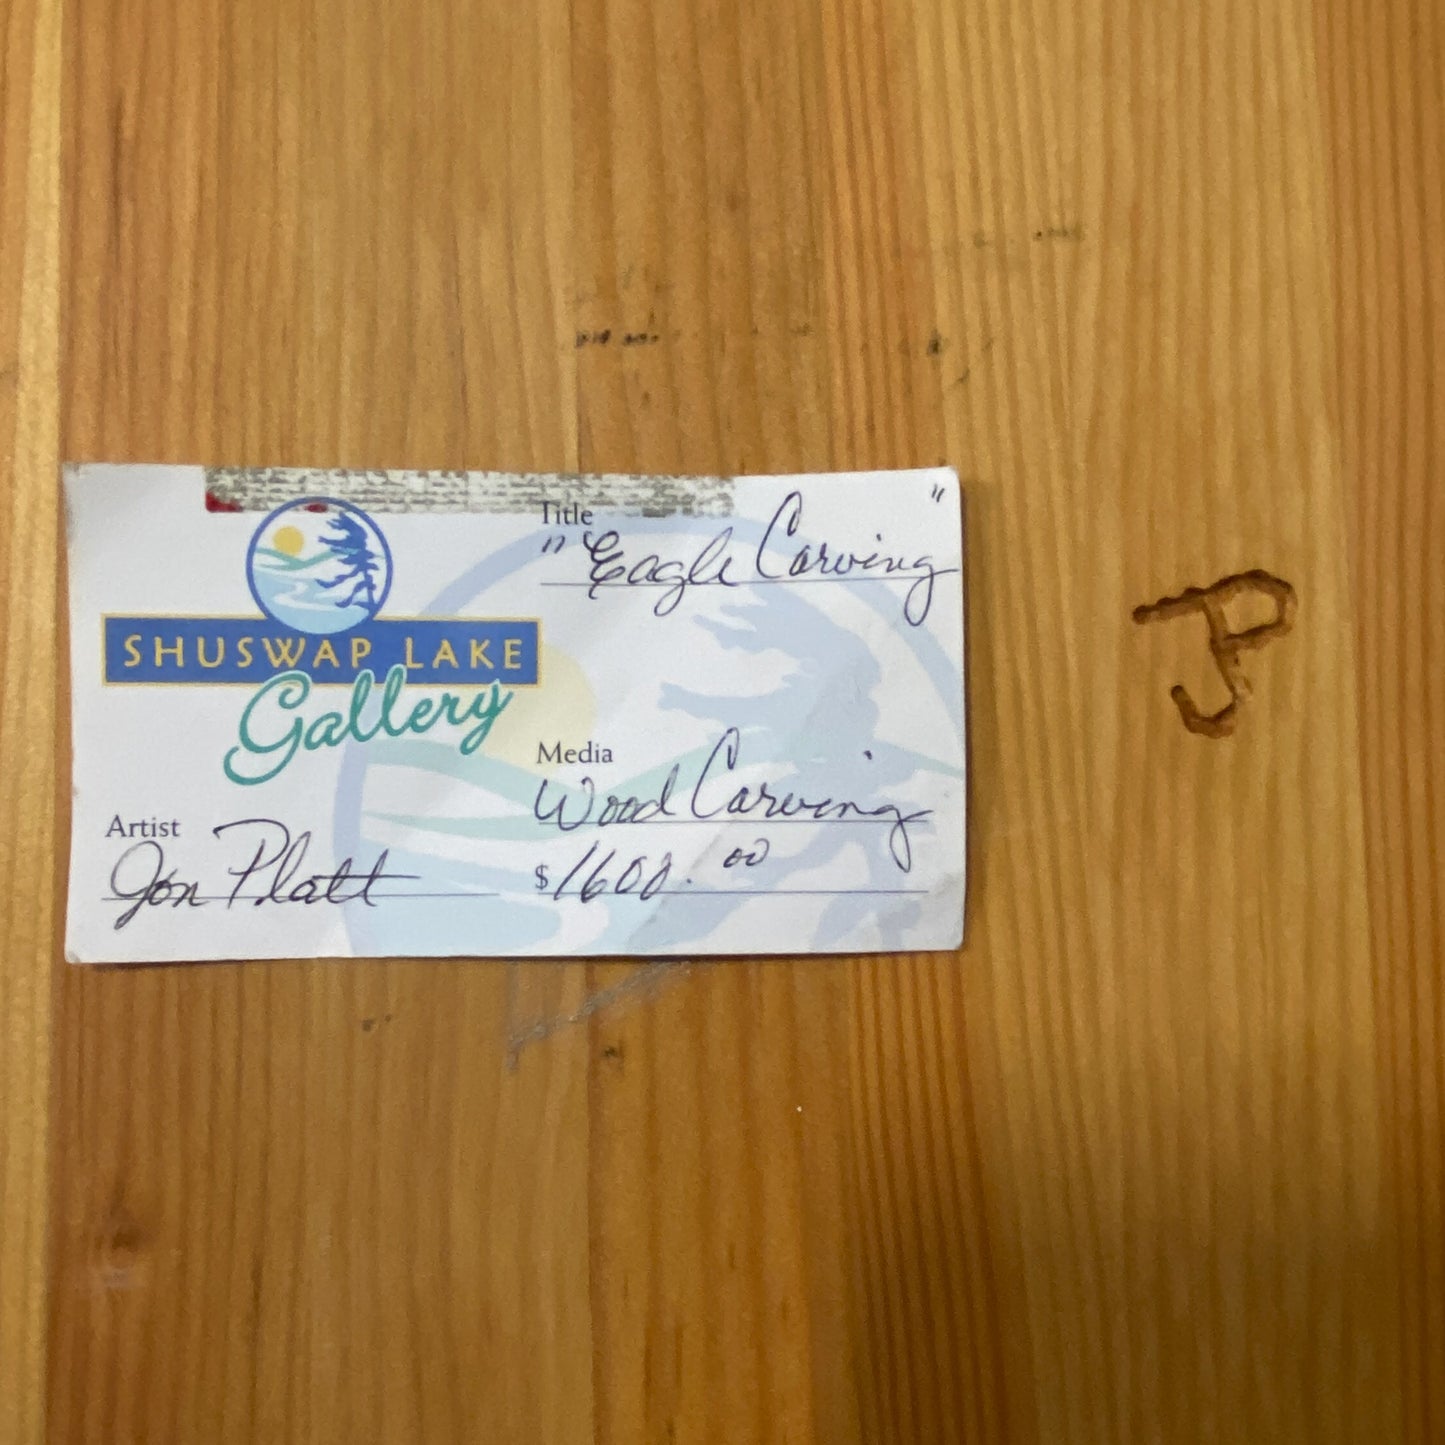 SHUSWAP LAKE
Gallery
Title
"Eagle Carving"
Media
Wood Carving
Artist
Jon Platt
$1600.00
JP